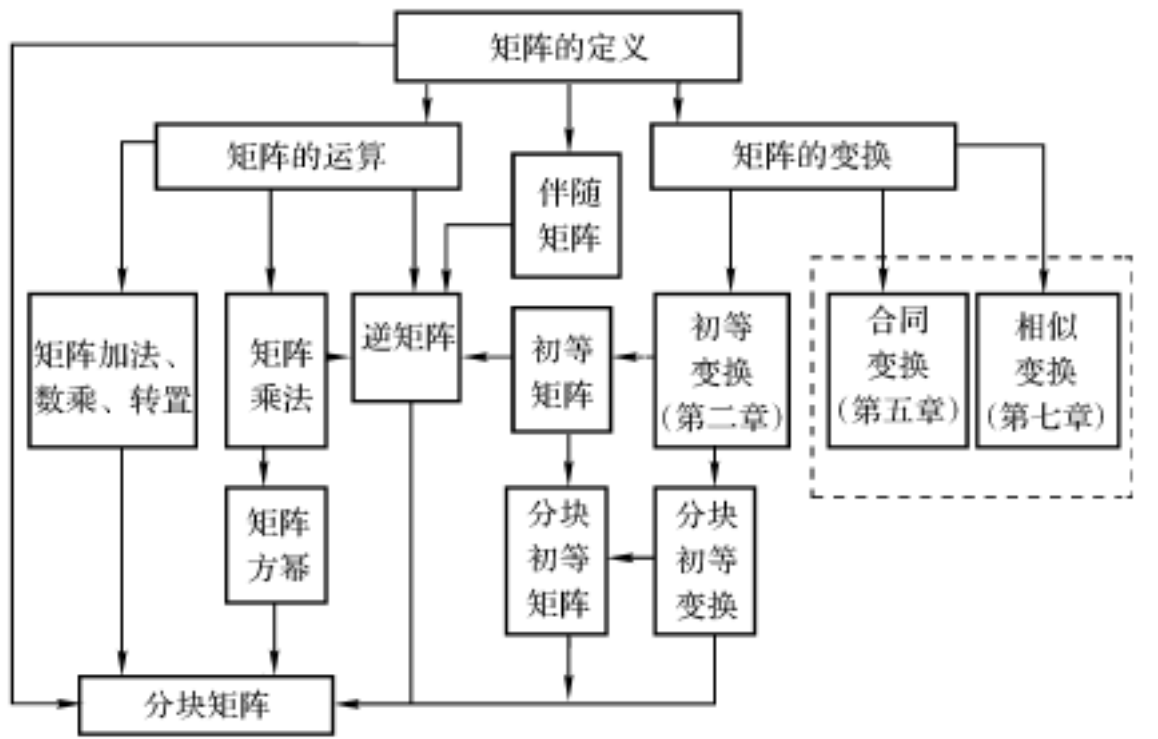 矩阵的定义
矩阵的运算
伴随
矩阵
矩阵的变换
矩阵加法、
数乘、转置
矩阵
乘法
逆矩阵
初等
矩阵
初等
变换
(第二章)
合同
变换
(第五章)
相似
变换
(第七章)
矩阵
方幂
分块
初等
矩阵
分块
初等
变换
分块矩阵